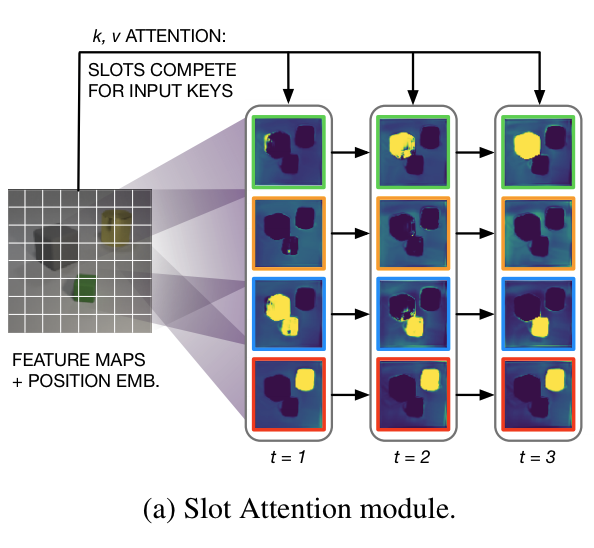 k, v ATTENTION:
SLOTS COMPETE
FOR INPUT KEYS
FEATURE MAPS
+ POSITION EMB.
t = 1
t = 2
t = 3
(a) Slot Attention module.